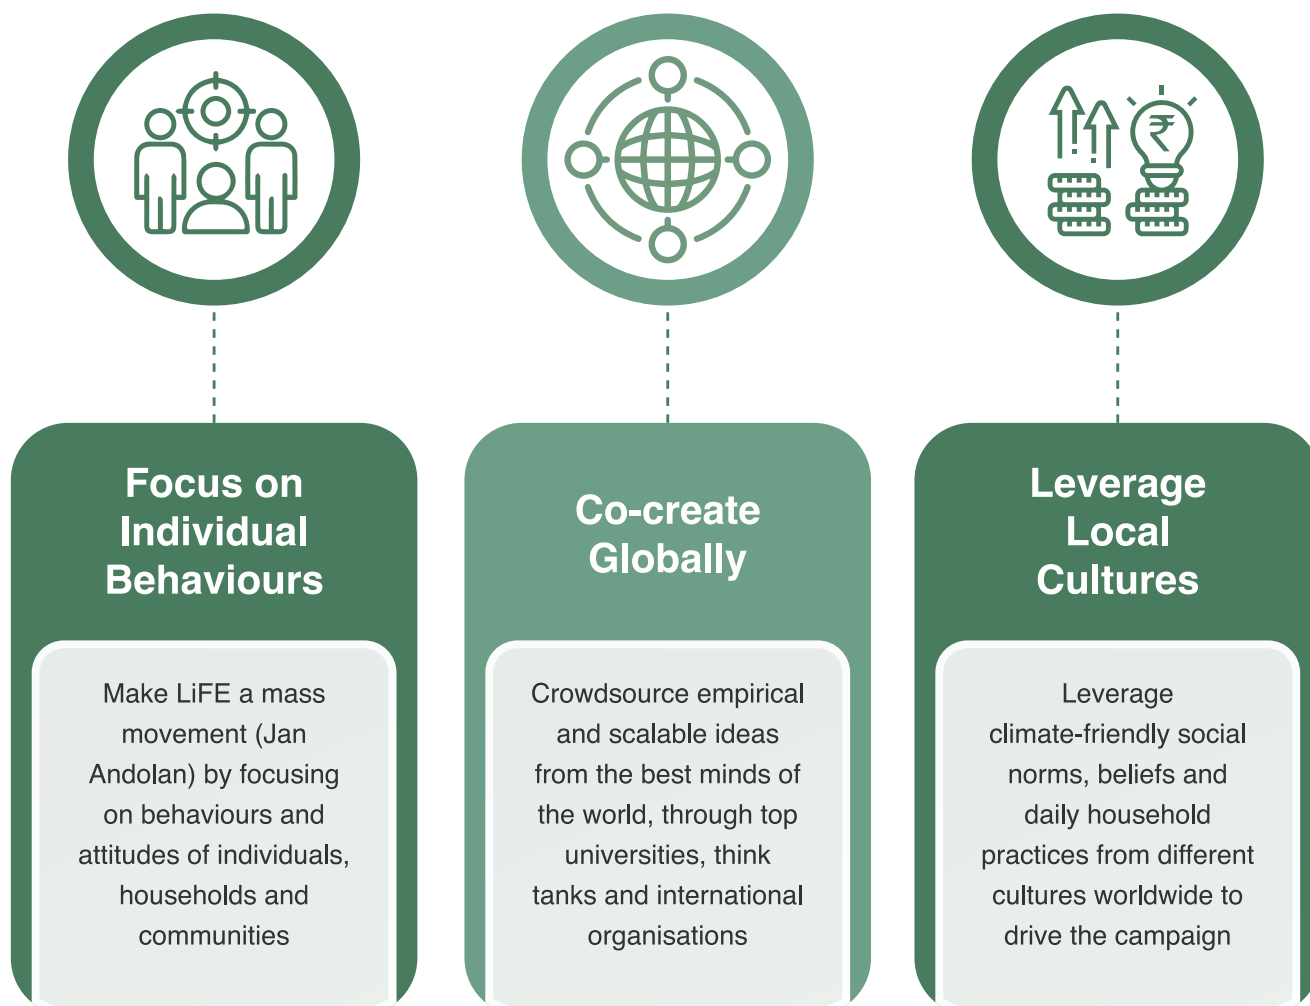 ₹
Focus on
Individual
Behaviours
Make LiFE a mass
movement (Jan
Andolan) by focusing
on behaviours and
attitudes of individuals,
households and
communities
Co-create
Globally
Crowdsource empirical
and scalable ideas
from the best minds of
the world, through top
universities, think
tanks and international
organisations
Leverage
Local
Cultures
Leverage
climate-friendly social
norms, beliefs and
daily household
practices from different
cultures worldwide to
drive the campaign